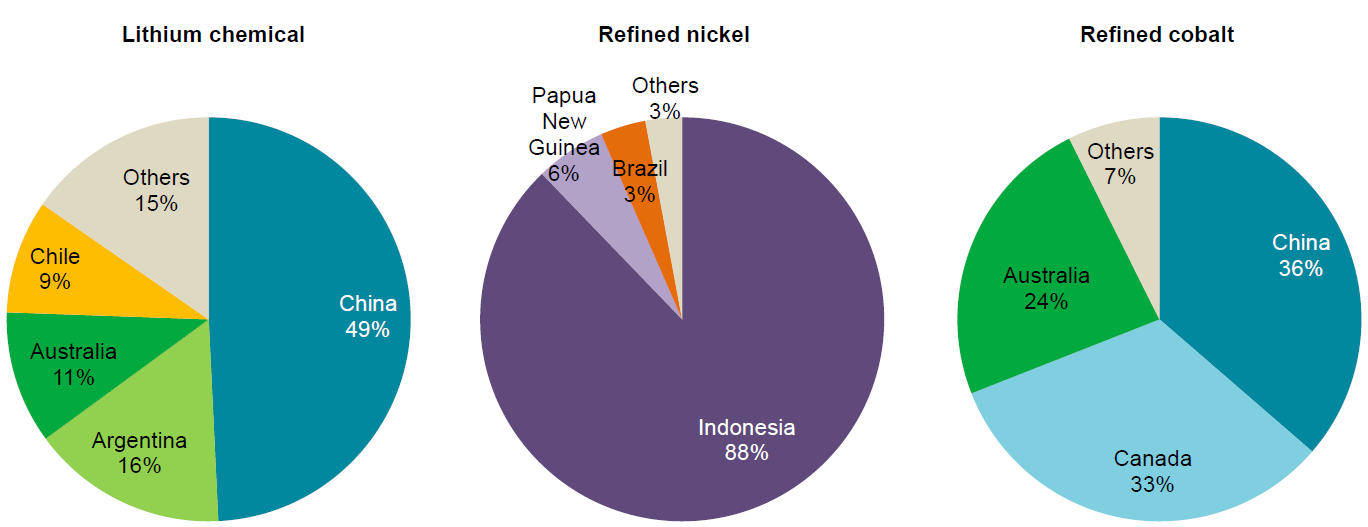 Lithium chemical
Others
15%
Chile
9%
China
49%
Australia
11%
Argentina
16%
Refined nickel
Others
3%
Papua
New
Guinea
6%
Brazil
3%
Indonesia
88%
Refined cobalt
Others
7%
China
36%
Australia
24%
Canada
33%